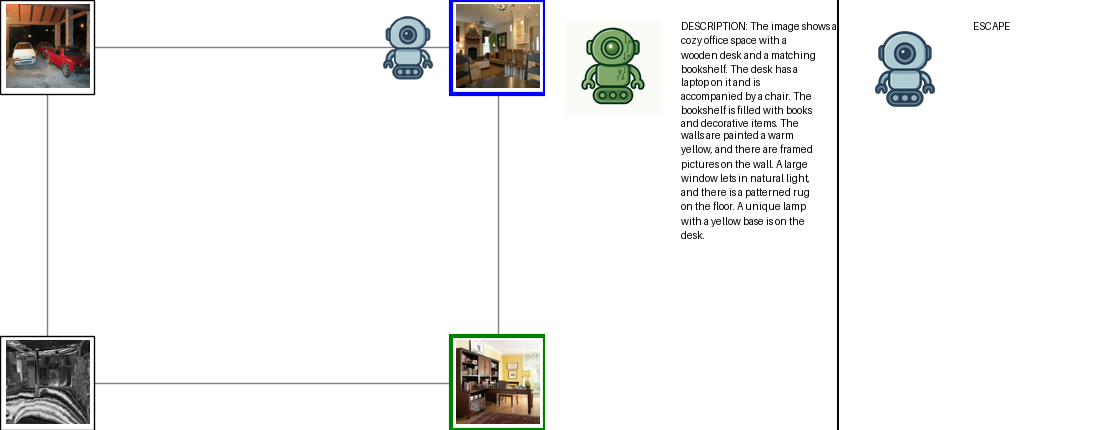 DESCRIPTION: The image shows a
cozy office space with a
wooden desk and a matching
bookshelf. The desk has a
laptop on it and is
accompanied by a chair. The
bookshelf is filled with books
and decorative items. The
walls are painted a warm
yellow, and there are framed
pictures on the wall. A large
window lets in natural light,
and there is a patterned rug
on the floor. A unique lamp
with a yellow base is on the
desk.
ESCAPE